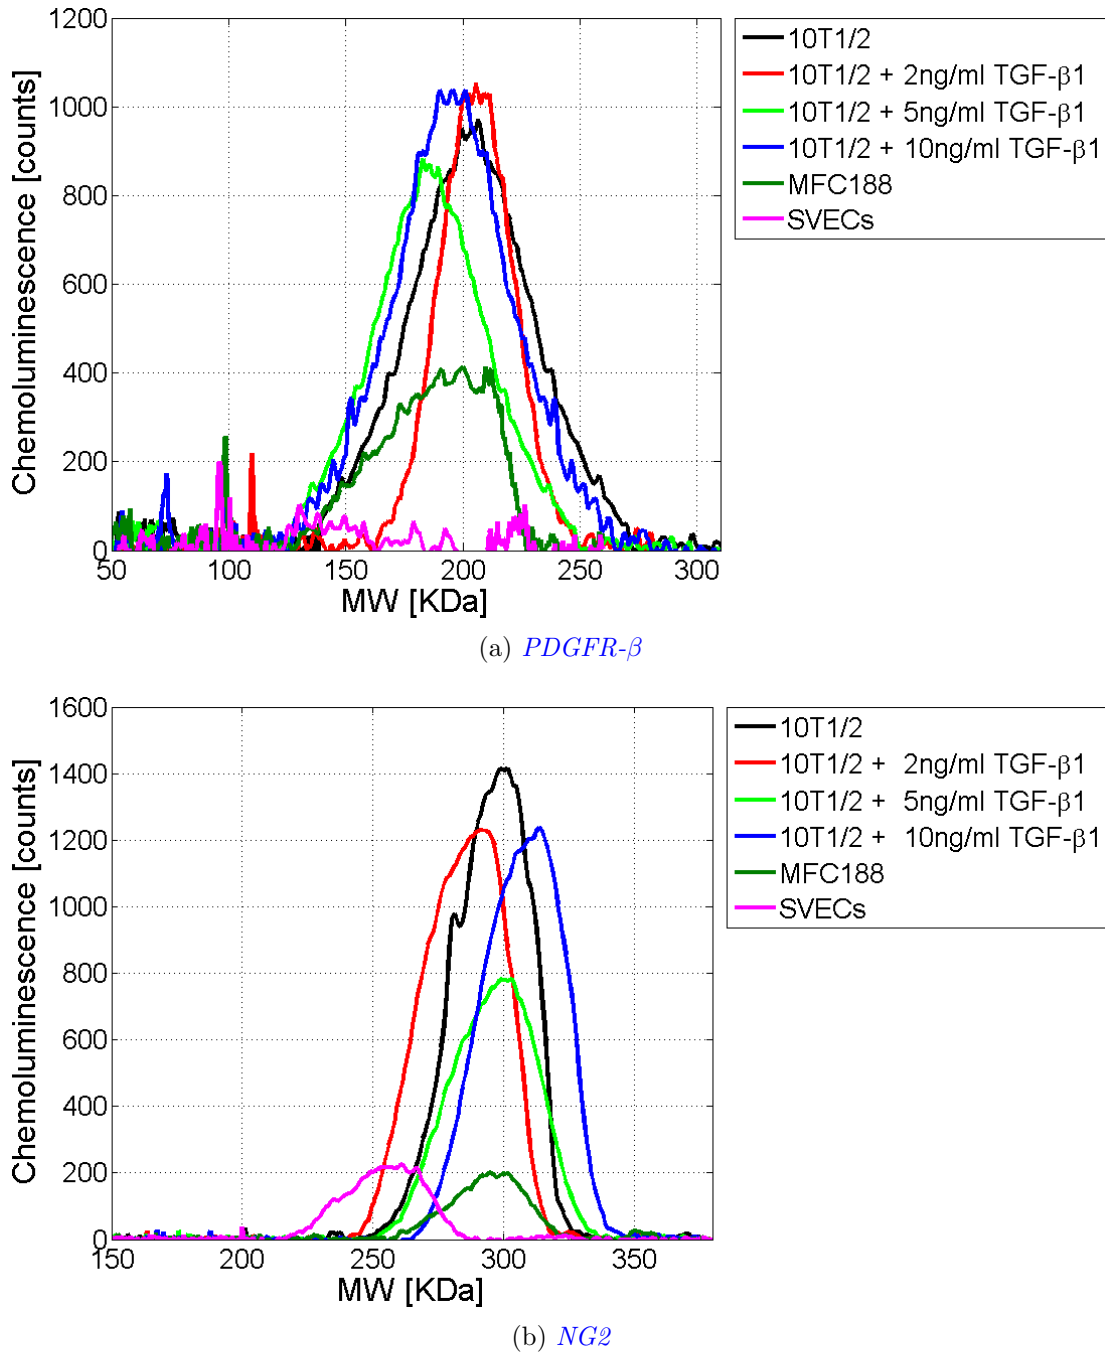 1200
1000
800
600
400
200
0
Chemoluminescence [counts]
50 100 150 200 250 300
MW [KDa]
10T1/2
10T1/2 + 2ng/ml TGF-β1
10T1/2 + 5ng/ml TGF-β1
10T1/2 + 10ng/ml TGF-β1
MFC188
SVECs
(a) PDGFR-β
1600
1400
1200
1000
800
600
400
200
0
Chemoluminescence [counts]
150 200 250 300 350
MW [KDa]
10T1/2
10T1/2 + 2ng/ml TGF-β1
10T1/2 + 5ng/ml TGF-β1
10T1/2 + 10ng/ml TGF-β1
MFC188
SVECs
(b) NG2